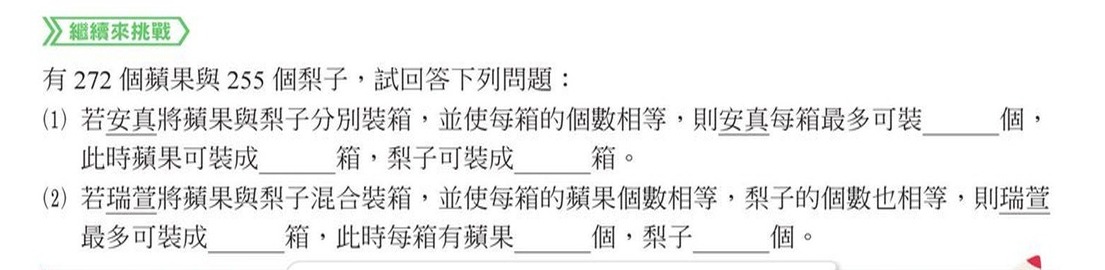 繼續來挑戰
有 272 個蘋果與 255 個梨子，試回答下列問題：
⑴ 若安真將蘋果與梨子分別裝箱，並使每箱的個數相等，則安真每箱最多可裝______個，
此時蘋果可裝成______箱，梨子可裝成______箱。
⑵ 若瑞萱將蘋果與梨子混合裝箱，並使每箱的蘋果個數相等，梨子的個數也相等，則瑞萱
最多可裝成______箱，此時每箱有蘋果______個，梨子______個。